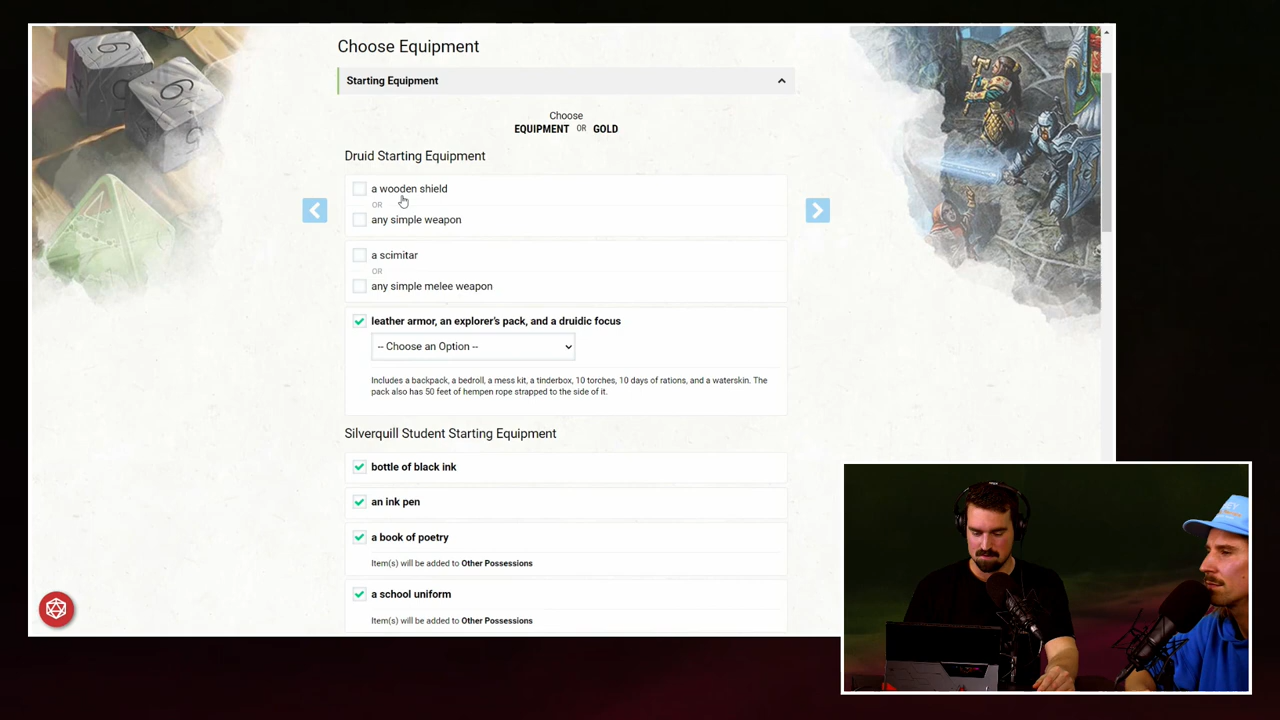 Choose Equipment
Starting Equipment
Choose
EQUIPMENT OR GOLD
Druid Starting Equipment
a wooden shield
OR
any simple weapon
a scimitar
OR
any simple melee weapon
leather armor, an explorer's pack, and a druidic focus
-- Choose an Option --
Includes a backpack, a bedroll, a mess kit, a tinderbox, 10 torches, 10 days of rations, and a waterskin. The
pack also has 50 feet of hempen rope strapped to the side of it.
Silverquill Student Starting Equipment
bottle of black ink
an ink pen
a book of poetry
Item(s) will be added to Other Possessions
a school uniform
Item(s) will be added to Other Possessions